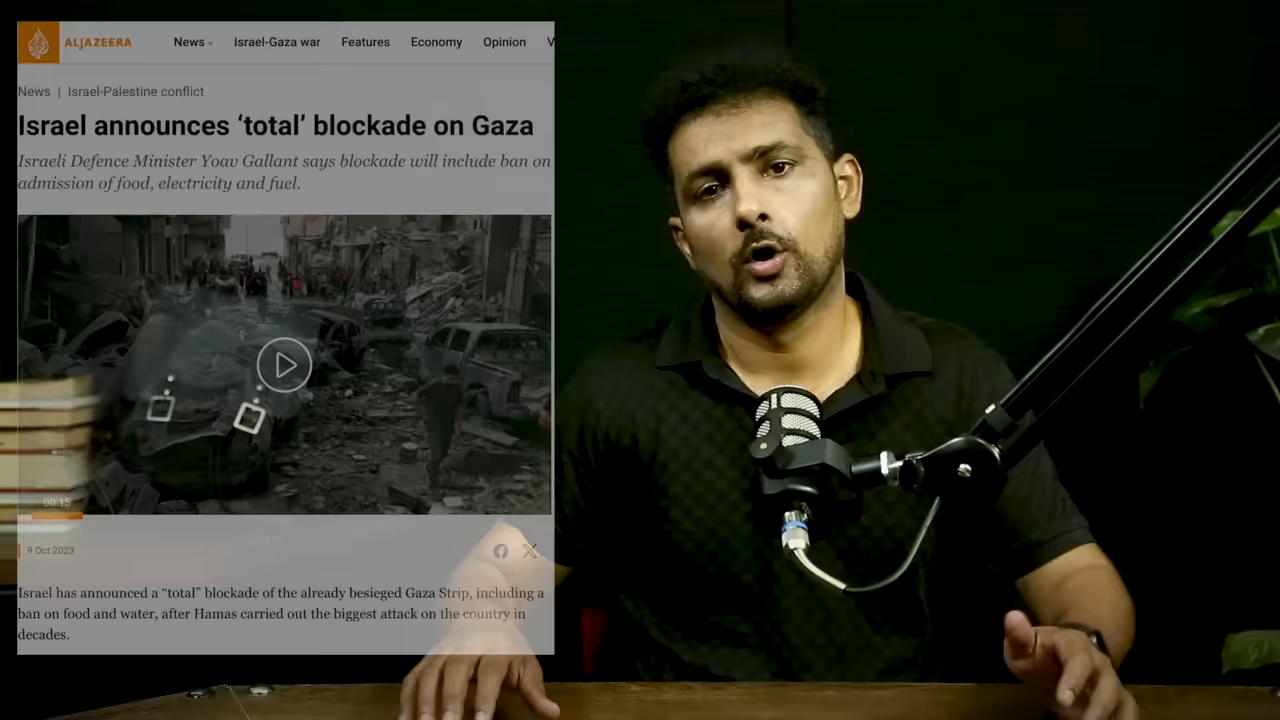 ALJAZEERA
News Israel-Gaza war Features Economy Opinion V
News | Israel-Palestine conflict
Israel announces ‘total’ blockade on Gaza
Israeli Defence Minister Yoav Gallant says blockade will include ban on
admission of food, electricity and fuel.
00:15
9 Oct 2023
Israel has announced a “total” blockade of the already besieged Gaza Strip, including a
ban on food and water, after Hamas carried out the biggest attack on the country in
decades.